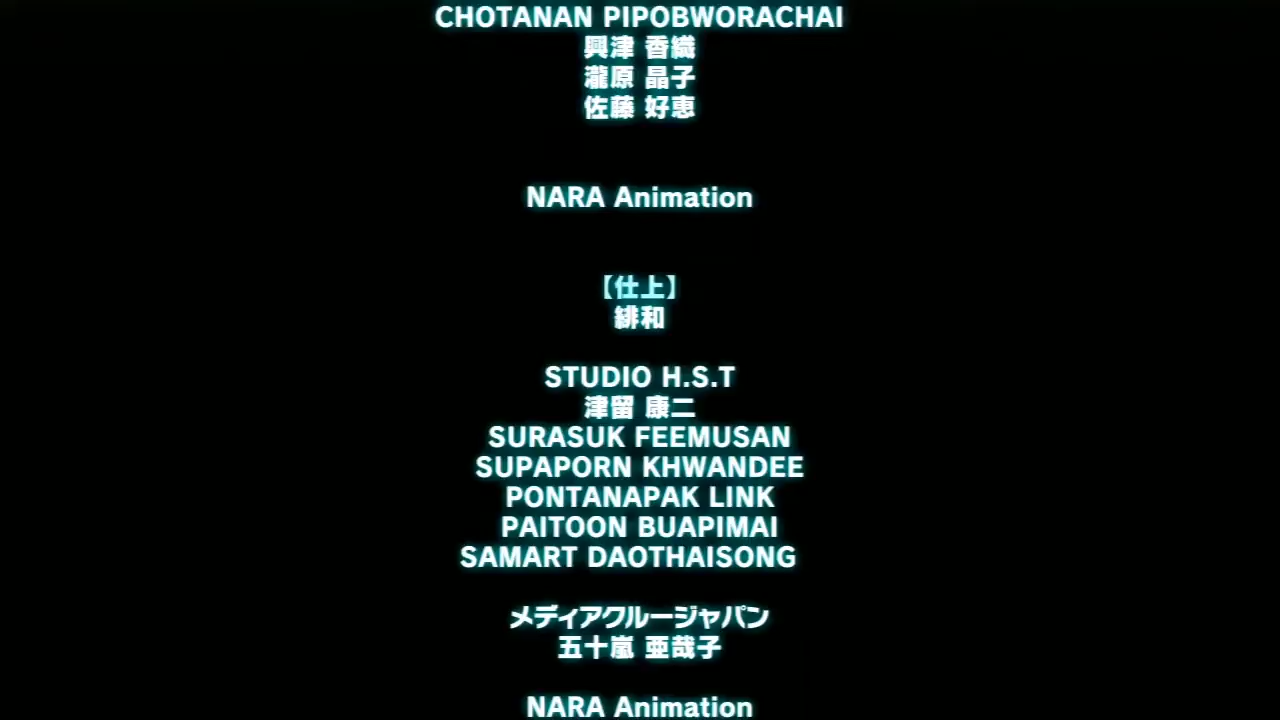 CHOTANAN PIPOBWORACHAI
興津 香織
瀧原 晶子
佐藤 好恵
NARA Animation
【仕上】
緋和
STUDIO H.S.T
津留 康二
SURASUK FEEMUSAN
SUPAPORN KHWANDEE
PONTANAPAK LINK
PAITOON BUAPIMAI
SAMART DAOTHAISONG
メディアクルージャパン
五十嵐 亜哉子
NARA Animation